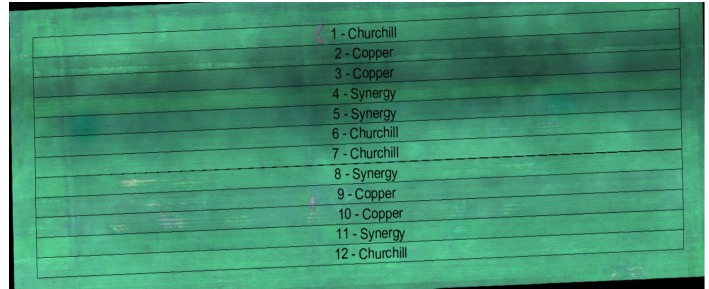 1 - Churchill
2 - Copper
3 - Copper
4 - Synergy
5 - Synergy
6 - Churchill
7 - Churchill
8 - Synergy
9 - Copper
10 - Copper
11 - Synergy
12 - Churchill